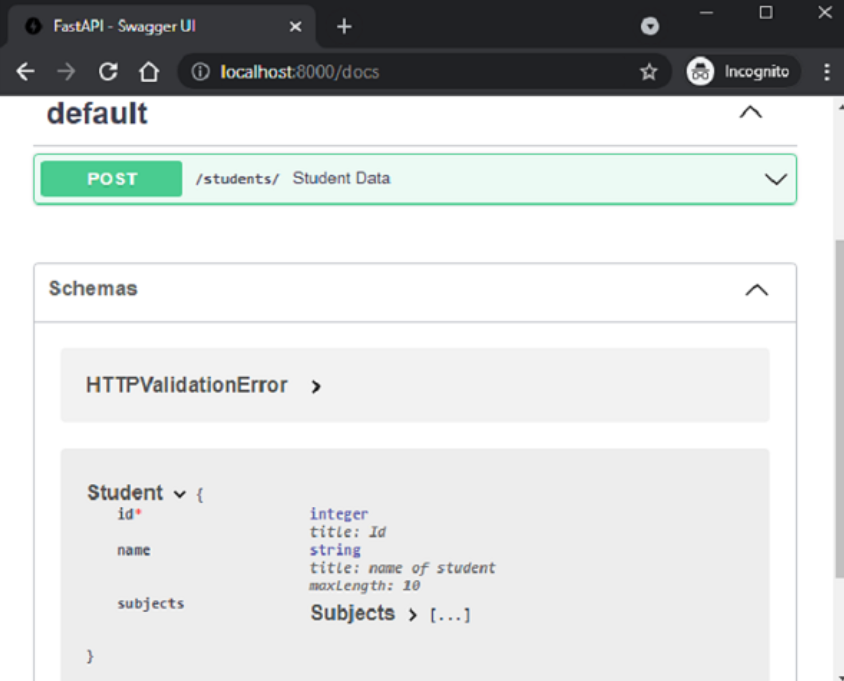 FastAPI - Swagger UI
localhost:8000/docs
Incognito
default
POST /students/ Student Data
Schemas
HTTPValidationError
Student {
id* integer
title: Id
name string
title: name of student
maxLength: 10
subjects Subjects > [...]
}